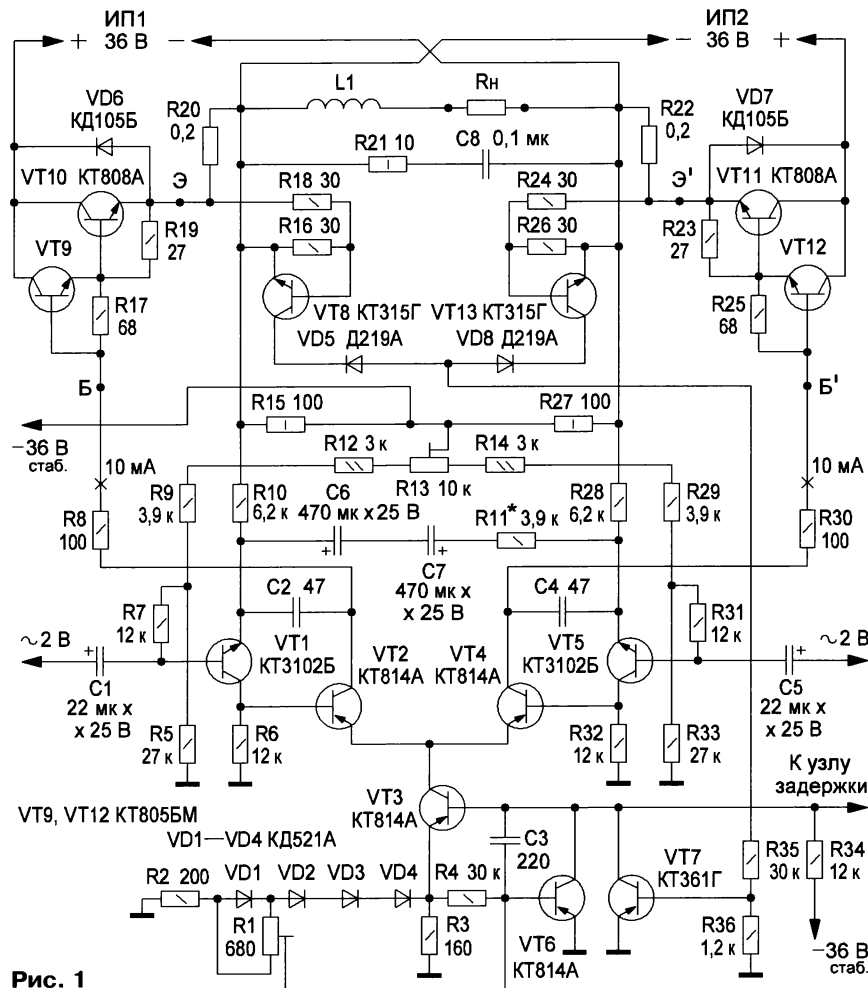 ИП1
+ 36 В −
ИП2
− 36 В +
L1
Rн
VD6
КД105Б
R20
0,2
R22
0,2
VD7
КД105Б
R21 10
C8
0,1 мк
VT10
КТ808А
Э
R18 30
R24 30
Э'
VT11 КТ808А
R19
27
R16 30
R26 30
R23
27
VT9
VT12
R17
68
VT8 КТ315Г
VT13 КТ315Г
R25
68
VD5 Д219А
VD8 Д219А
Б
Б'
R15 100
R27 100
−36 В
стаб.
R12 3 к
R14 3 к
10 мА
10 мА
R9
3,9 к
R10
6,2 к
C6
470 мк х 25 В
R13 10 к
R28
6,2 к
R29
3,9 к
R8
100
R11* 3,9 к
R30
100
C7
470 мк х
х 25 В
+
+
C2 47
C4 47
R7
12 к
R31
12 к
~2 В
~2 В
+
+
VT1
КТ3102Б
VT2
КТ814А
VT4
КТ814А
VT5
КТ3102Б
C1
22 мк х
х 25 В
C5
22 мк х
х 25 В
R5
27 к
R6
12 к
R32
12 к
R33
27 к
К узлу
задержки
VT9, VT12 КТ805БМ
VT3
КТ814А
VD1—VD4 КД521А
C3
220
R2 200
VD1
VD2
VD3
VD4
R4 30 к
VT7
КТ361Г
R35
30 к
R34
12 к
R1
680
R3
160
VT6
КТ814А
R36
1,2 к
−36 В
стаб.
Рис. 1